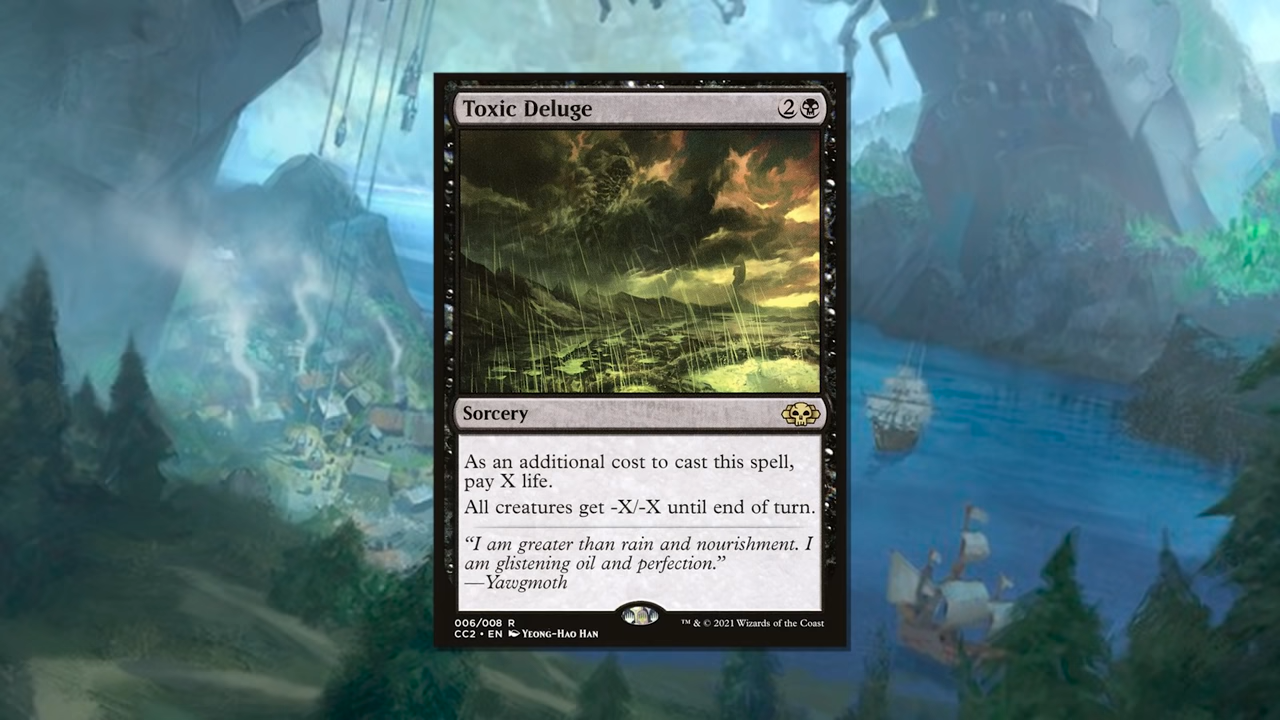 Toxic Deluge 2
Sorcery
As an additional cost to cast this spell,
pay X life.
All creatures get -X/-X until end of turn.
“I am greater than rain and nourishment. I
am glistening oil and perfection.”
—Yawgmoth
006/008 R
CC2 • EN Yeong-Hao Han
™ & © 2021 Wizards of the Coast